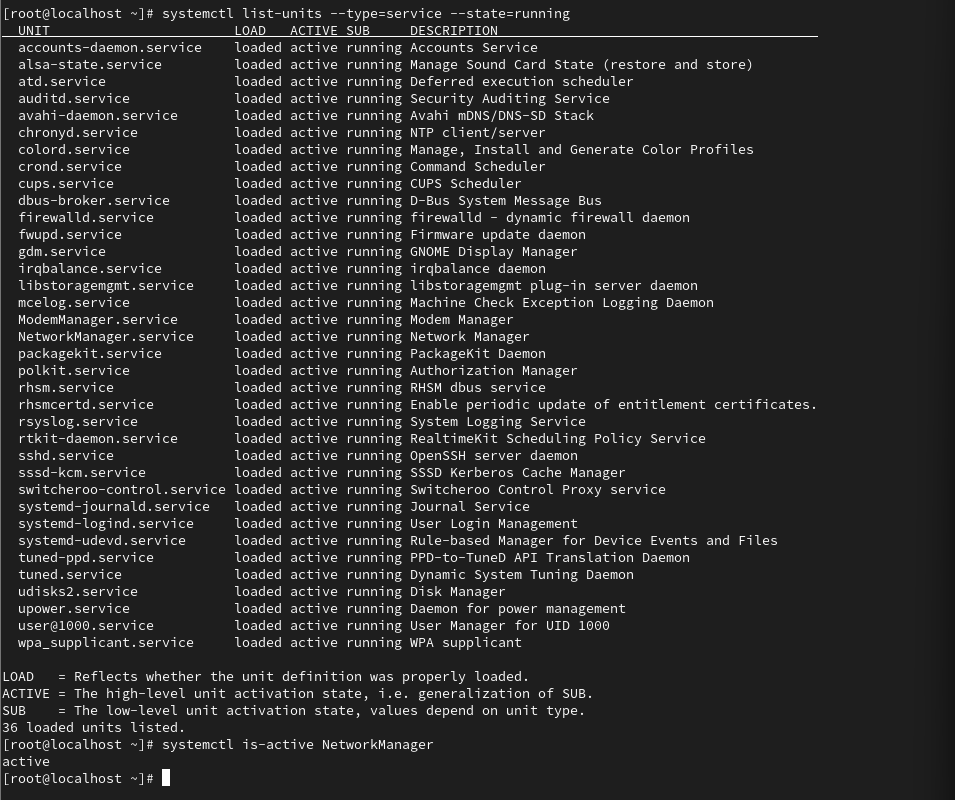 [root@localhost ~]# systemctl list-units --type=service --state=running
  UNIT                       LOAD   ACTIVE SUB     DESCRIPTION
  accounts-daemon.service    loaded active running Accounts Service
  alsa-state.service         loaded active running Manage Sound Card State (restore and store)
  atd.service                loaded active running Deferred execution scheduler
  auditd.service             loaded active running Security Auditing Service
  avahi-daemon.service       loaded active running Avahi mDNS/DNS-SD Stack
  chronyd.service            loaded active running NTP client/server
  colord.service             loaded active running Manage, Install and Generate Color Profiles
  crond.service              loaded active running Command Scheduler
  cups.service               loaded active running CUPS Scheduler
  dbus-broker.service        loaded active running D-Bus System Message Bus
  firewalld.service          loaded active running firewalld - dynamic firewall daemon
  fwupd.service              loaded active running Firmware update daemon
  gdm.service                loaded active running GNOME Display Manager
  irqbalance.service         loaded active running irqbalance daemon
  libstoragemgmt.service     loaded active running libstoragemgmt plug-in server daemon
  mcelog.service             loaded active running Machine Check Exception Logging Daemon
  ModemManager.service       loaded active running Modem Manager
  NetworkManager.service     loaded active running Network Manager
  packagekit.service         loaded active running PackageKit Daemon
  polkit.service             loaded active running Authorization Manager
  rhsm.service               loaded active running RHSM dbus service
  rhsmcertd.service          loaded active running Enable periodic update of entitlement certificates.
  rsyslog.service            loaded active running System Logging Service
  rtkit-daemon.service       loaded active running RealtimeKit Scheduling Policy Service
  sshd.service               loaded active running OpenSSH server daemon
  sssd-kcm.service           loaded active running SSSD Kerberos Cache Manager
  switcheroo-control.service loaded active running Switcheroo Control Proxy service
  systemd-journald.service   loaded active running Journal Service
  systemd-logind.service     loaded active running User Login Management
  systemd-udevd.service      loaded active running Rule-based Manager for Device Events and Files
  tuned-ppd.service          loaded active running PPD-to-TuneD API Translation Daemon
  tuned.service              loaded active running Dynamic System Tuning Daemon
  udisks2.service            loaded active running Disk Manager
  upower.service             loaded active running Daemon for power management
  user@1000.service          loaded active running User Manager for UID 1000
  wpa_supplicant.service     loaded active running WPA supplicant

LOAD   = Reflects whether the unit definition was properly loaded.
ACTIVE = The high-level unit activation state, i.e. generalization of SUB.
SUB    = The low-level unit activation state, values depend on unit type.
36 loaded units listed.
[root@localhost ~]# systemctl is-active NetworkManager
active
[root@localhost ~]#